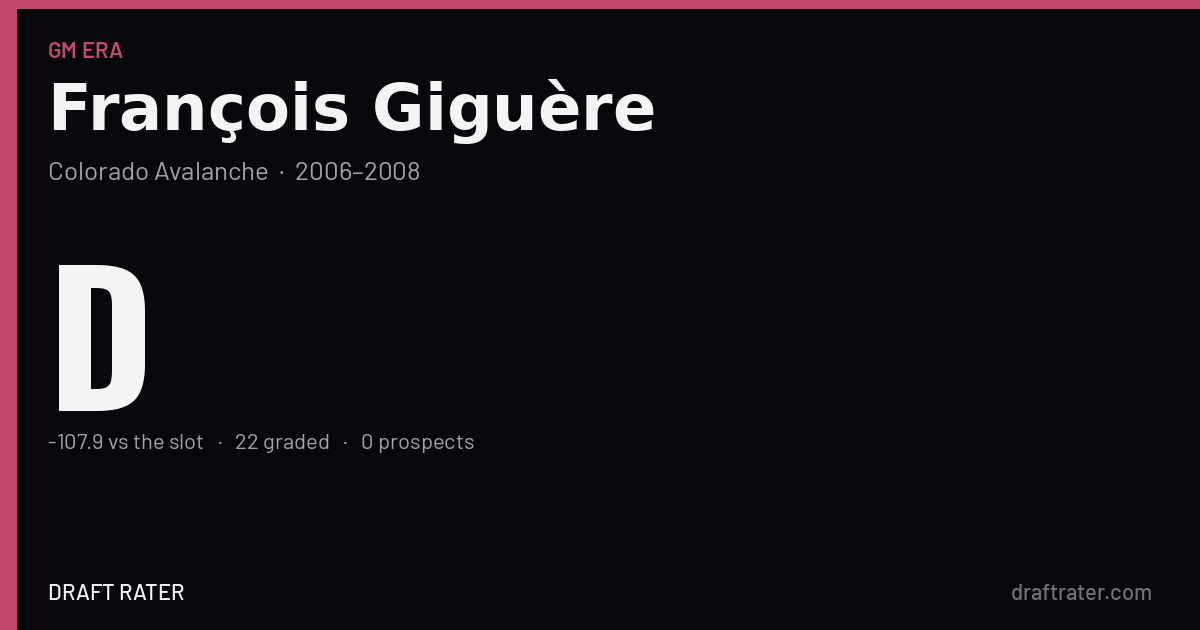 GM ERA
François Giguère
Colorado Avalanche · 2006–2008
D
-107.9 vs the slot · 22 graded · 0 prospects
DRAFT RATER
draftrater.com